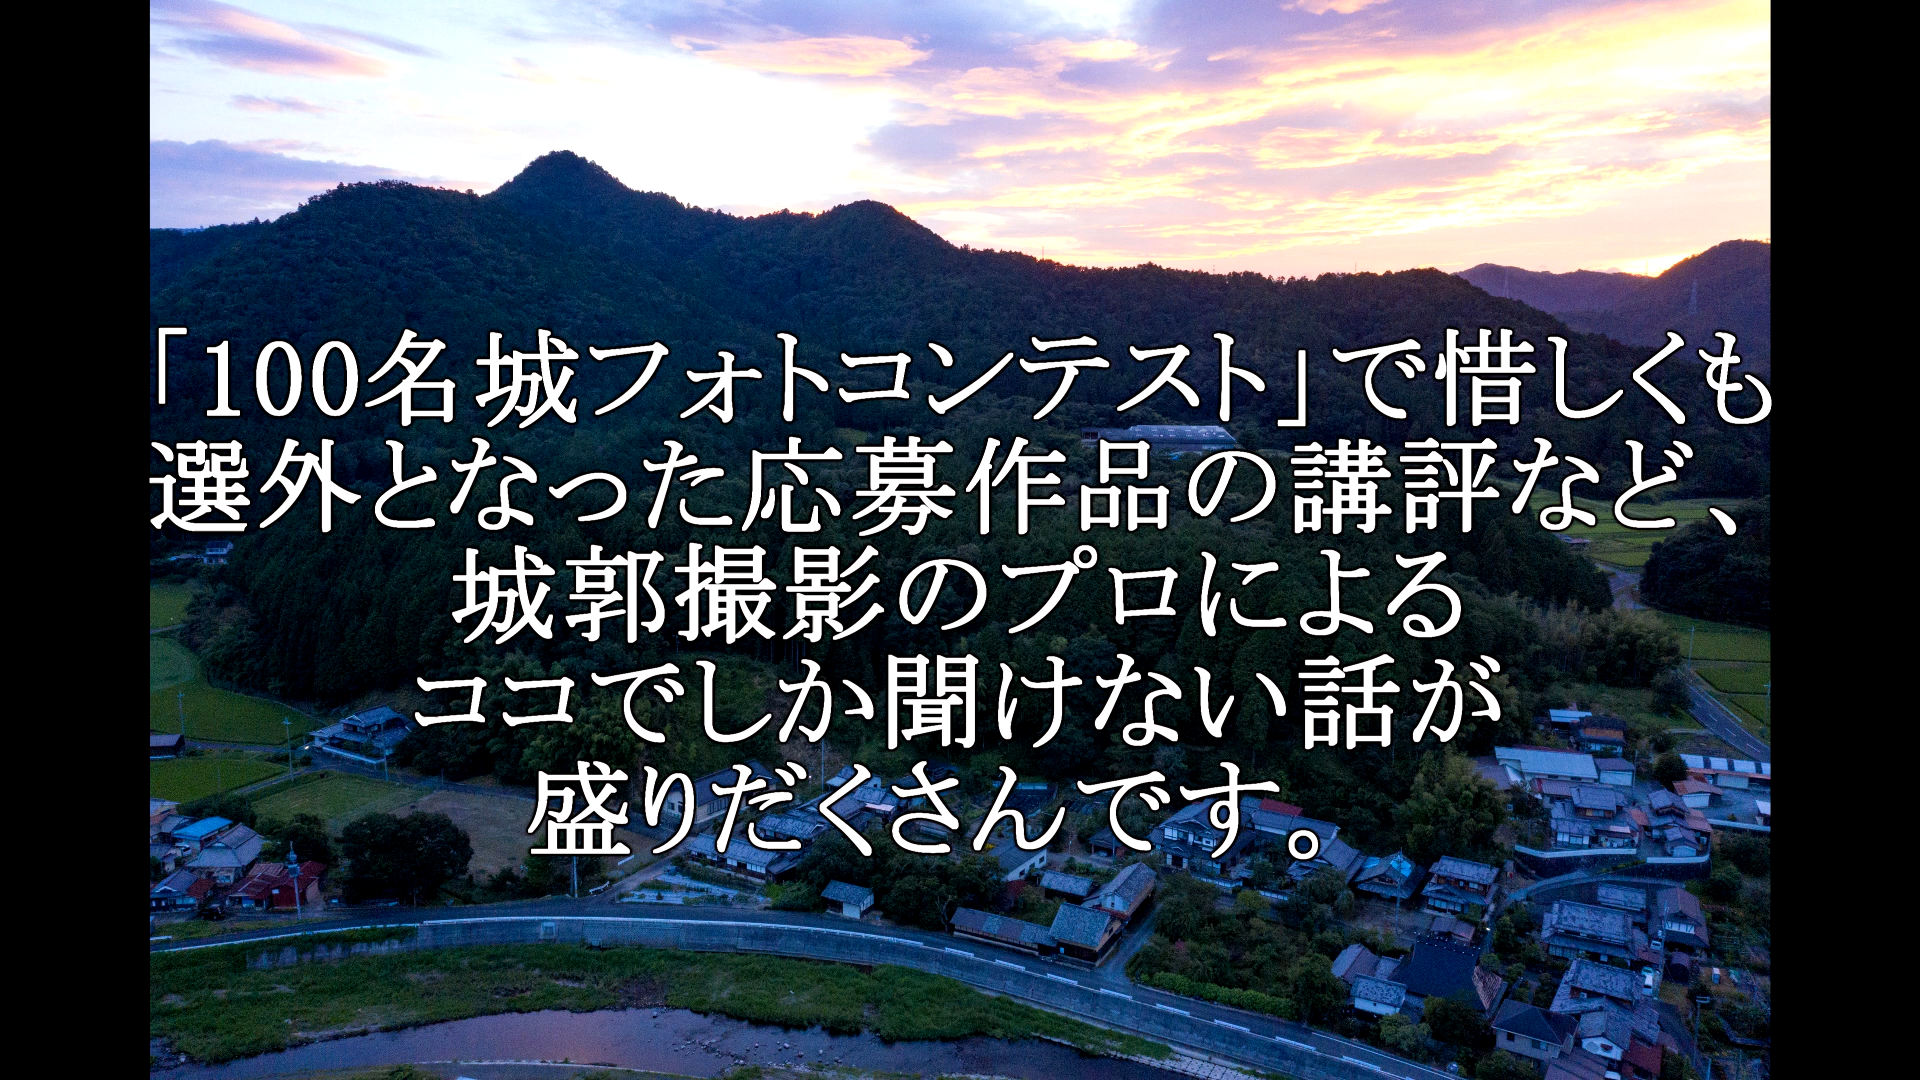 「100名城フォトコンテスト」で惜しくも
選外となった応募作品の講評など、
城郭撮影のプロによる
ココでしか聞けない話が
盛りだくさんです。